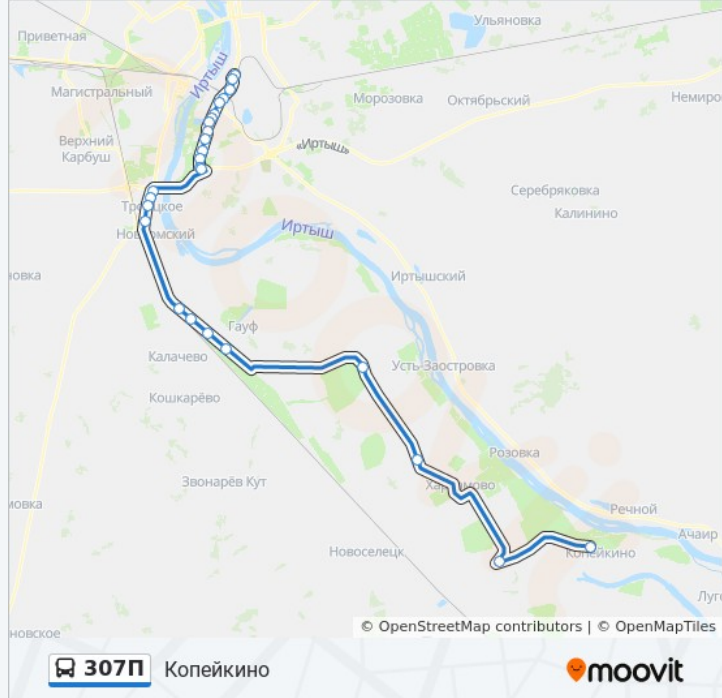 Ульяновка
Приветная
Иртыш
Магистральный
Морозовка
Октябрьский
Немиро
Верхний
Карбуш
«Иртыш»
Серебряковка
Троицкое
Калинино
Новоомский
Иртыш
Иртышский
овка
Гауф
Калачево
Усть-Заостровка
Кошкарёво
Розовка
Звонарёв Кут
Харламово
мовка
Речной
Ачаир
Новоселецк
Копейкино
Луго
новское
© OpenStreetMap contributors | © OpenMapTiles
307П Копейкино
moovit